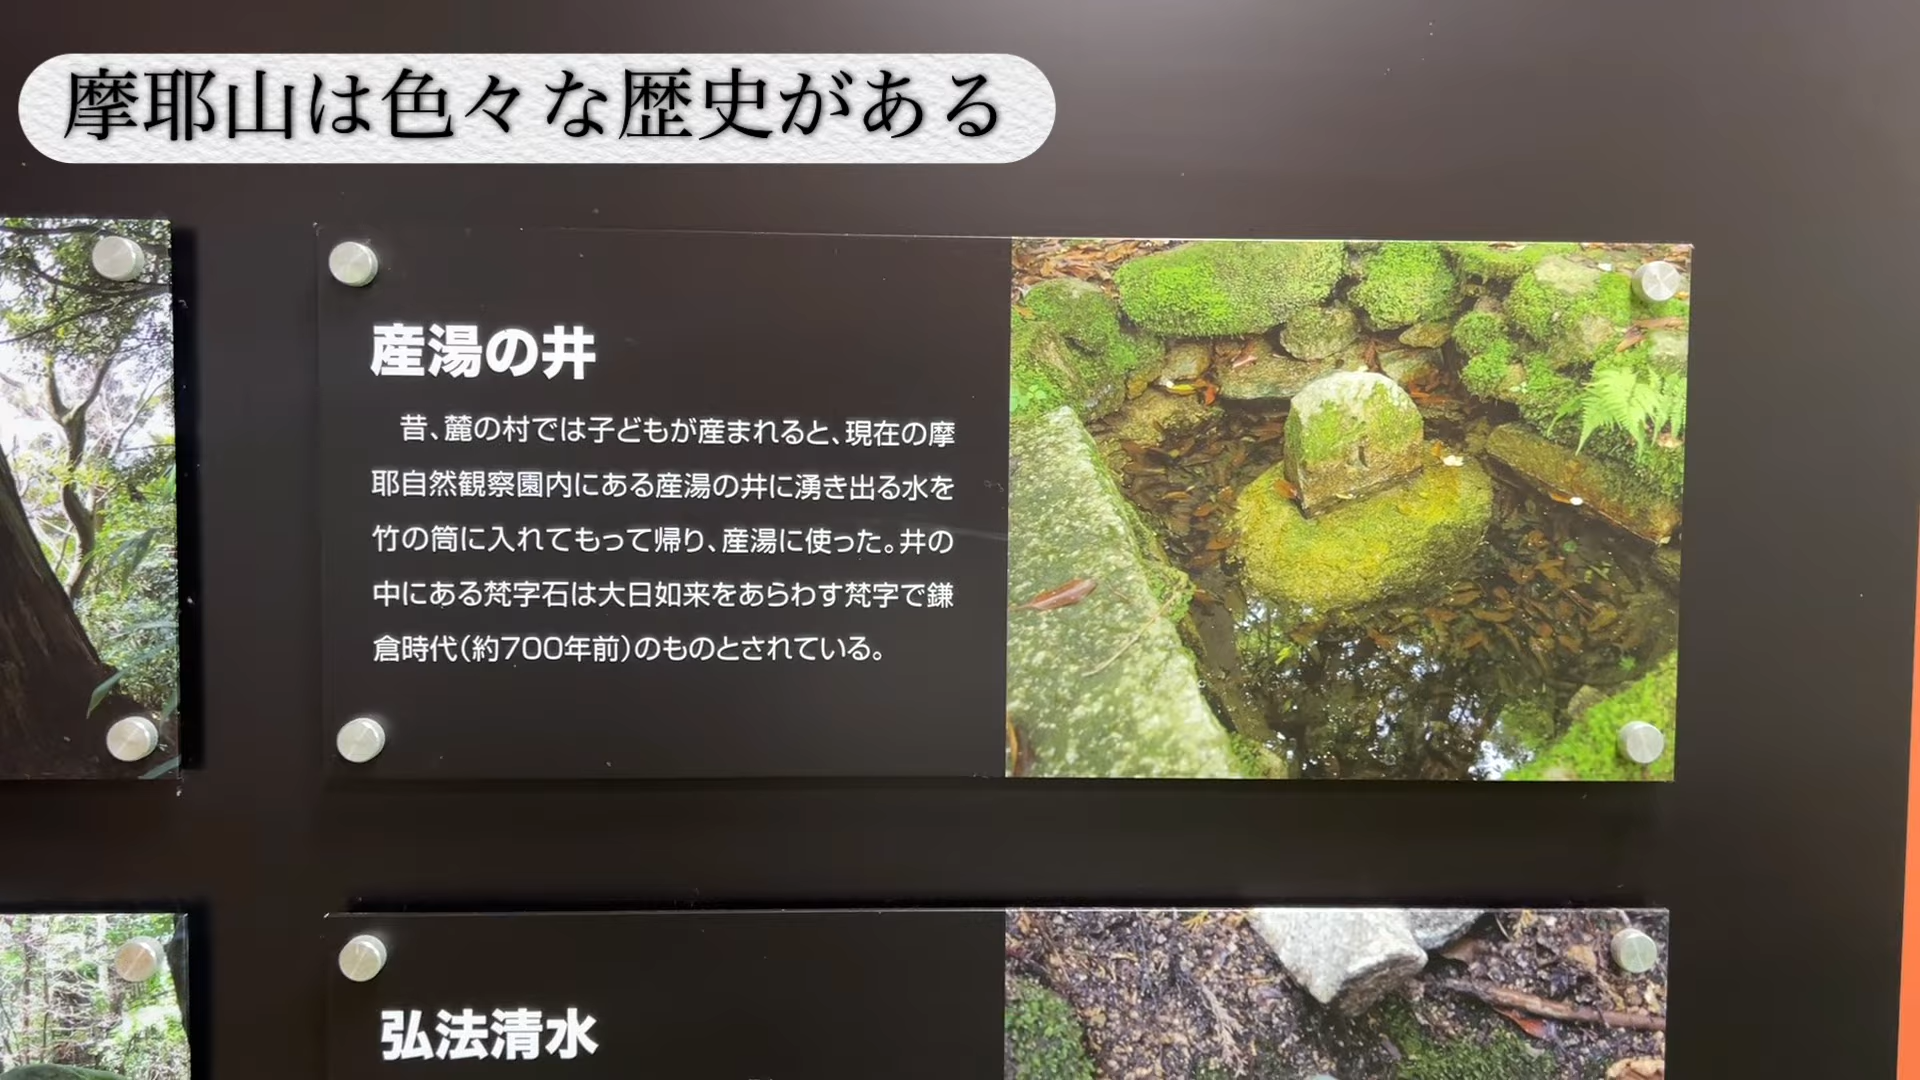 摩耶山は色々な歴史がある
産湯の井
昔、麓の村では子どもが産まれると、現在の摩
耶自然観察園内にある産湯の井に湧き出る水を
竹の筒に入れてもって帰り、産湯に使った。井の
中にある梵字石は大日如来をあらわす梵字で鎌
倉時代(約700年前)のものとされている。
弘法清水